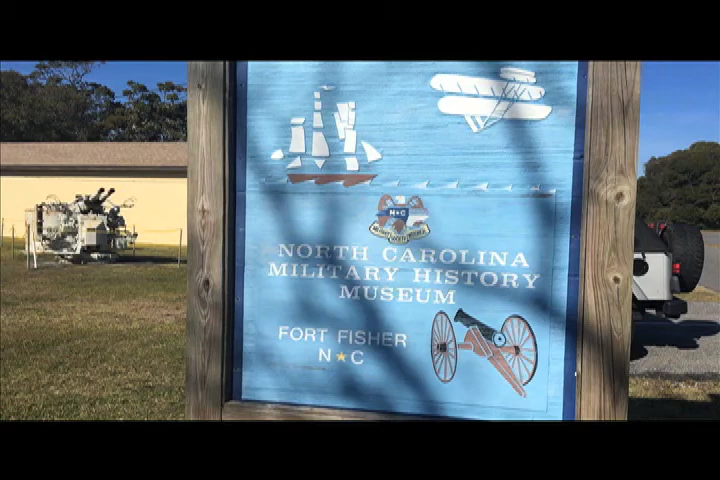 N★C
NORTH CAROLINA
MILITARY HISTORY
MUSEUM
FORT FISHER
N★C